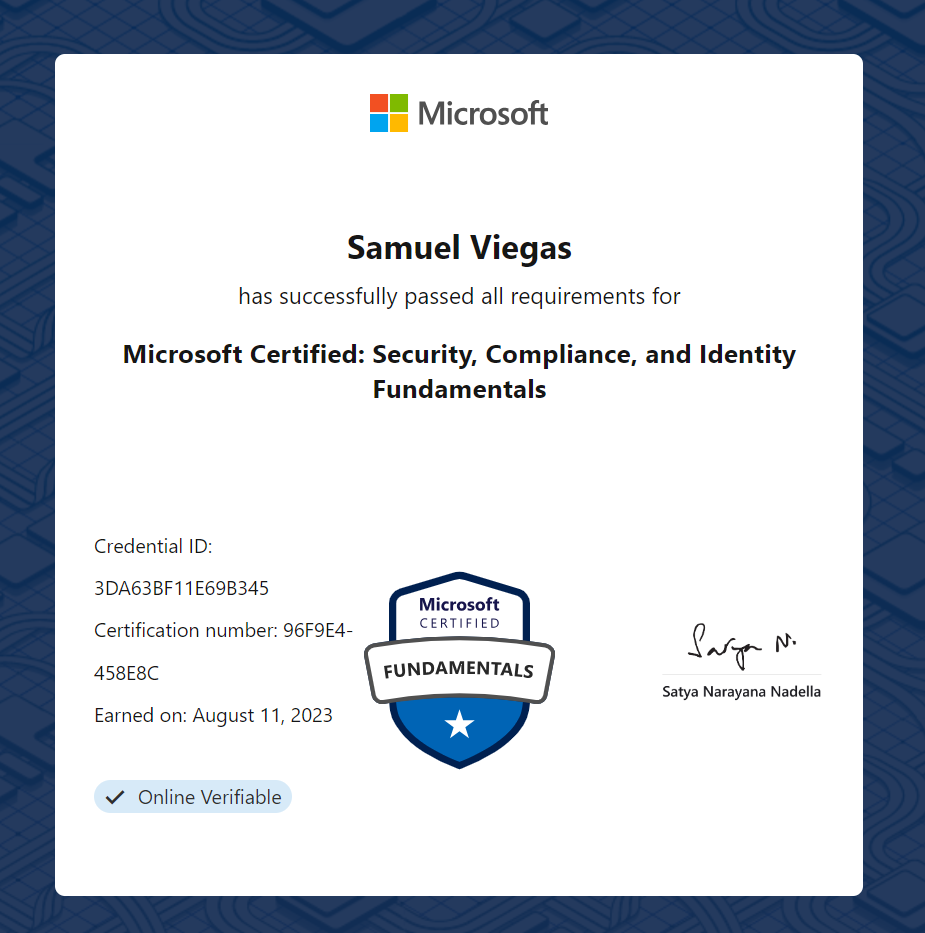 Microsoft
Samuel Viegas
has successfully passed all requirements for
Microsoft Certified: Security, Compliance, and Identity
Fundamentals
Credential ID:
3DA63BF11E69B345
Certification number: 96F9E4-
458E8C
Earned on: August 11, 2023
Online Verifiable
Microsoft
CERTIFIED
FUNDAMENTALS
Satya N.
Satya Narayana Nadella